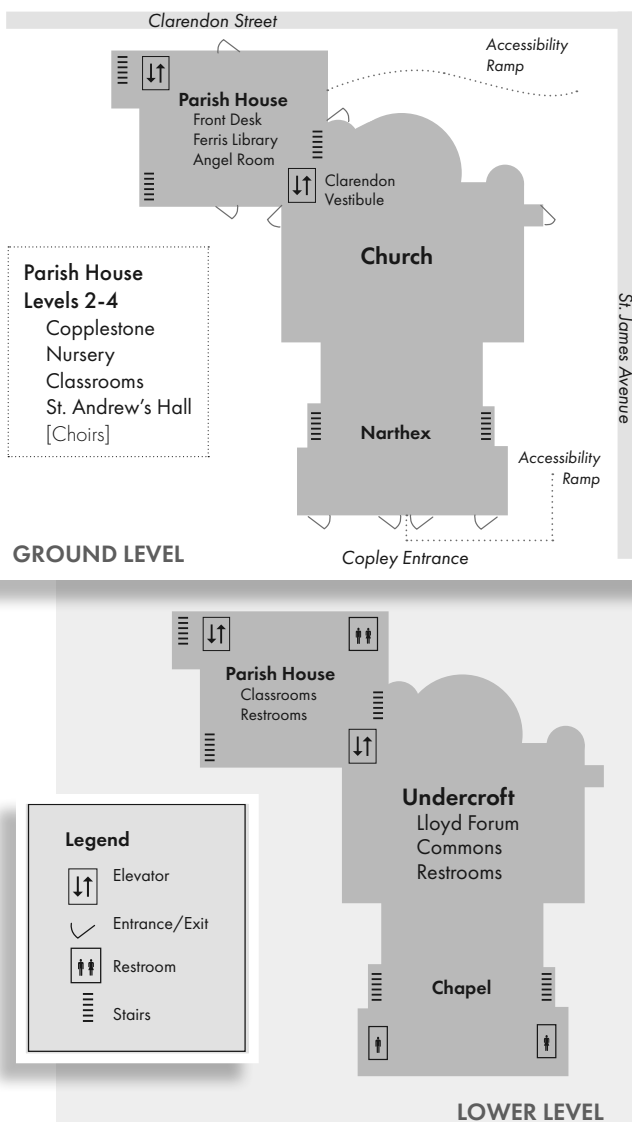 Clarendon Street
Accessibility
Ramp
Parish House
Front Desk
Ferris Library
Angel Room
Clarendon
Vestibule
Church
Parish House
Levels 2-4
Copplestone
Nursery
Classrooms
St. Andrew's Hall
[Choirs]
St. James Avenue
Narthex
Accessibility
Ramp
GROUND LEVEL
Copley Entrance
Parish House
Classrooms
Restrooms
Undercroft
Lloyd Forum
Commons
Restrooms
Legend
Elevator
Entrance/Exit
Restroom
Stairs
Chapel
LOWER LEVEL